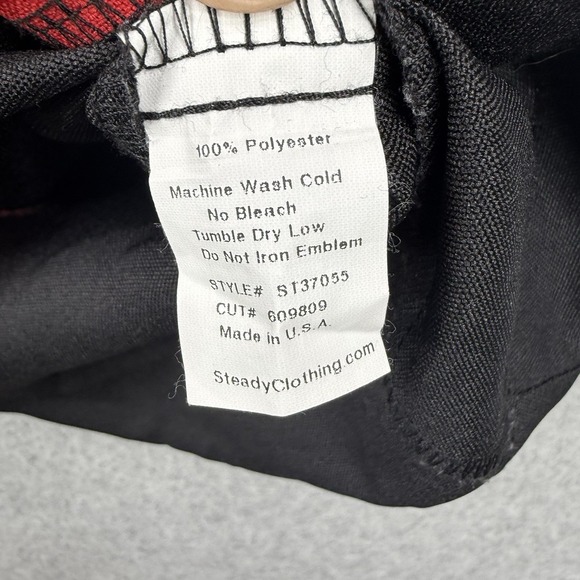 100% Polyester
Machine Wash Cold
No Bleach
Tumble Dry Low
Do Not Iron Emblem
STYLE# ST37055
CUT# 609809
Made in U.S.A.
SteadyClothing.com